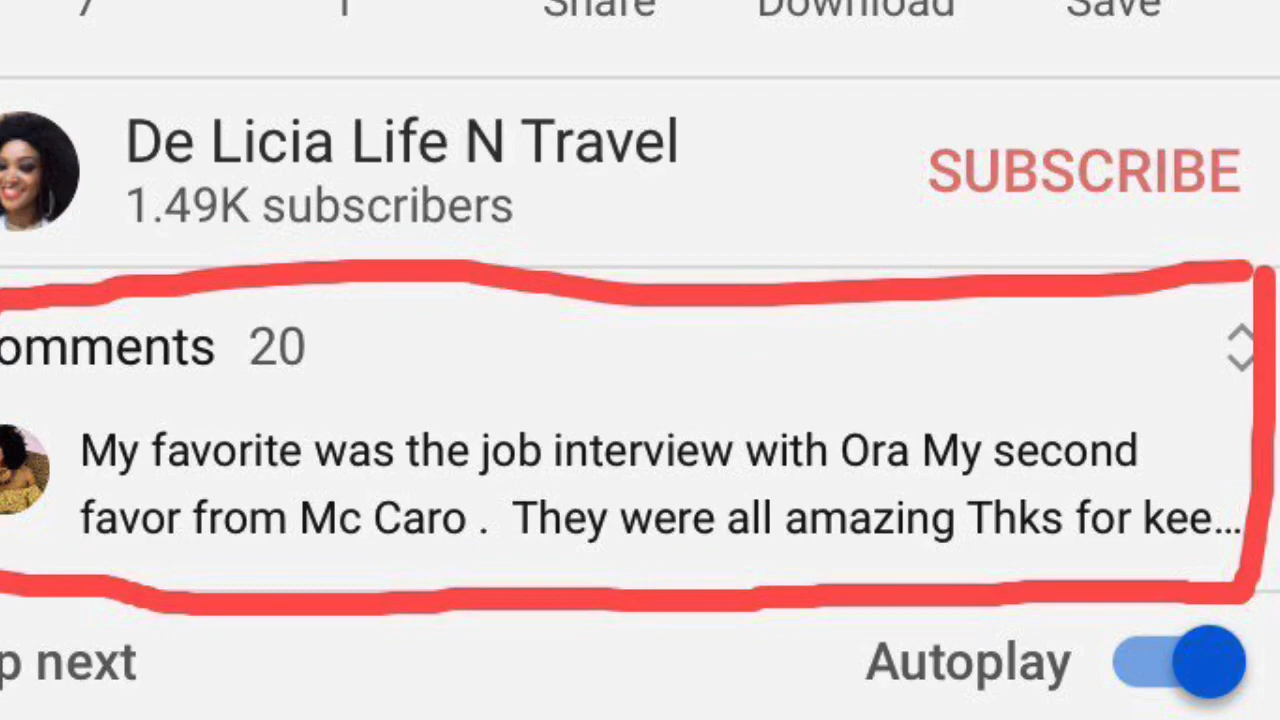 Share Download Save
De Licia Life N Travel
1.49K subscribers
SUBSCRIBE
omments 20
My favorite was the job interview with Ora My second
favor from Mc Caro . They were all amazing Thks for kee...
p next
Autoplay